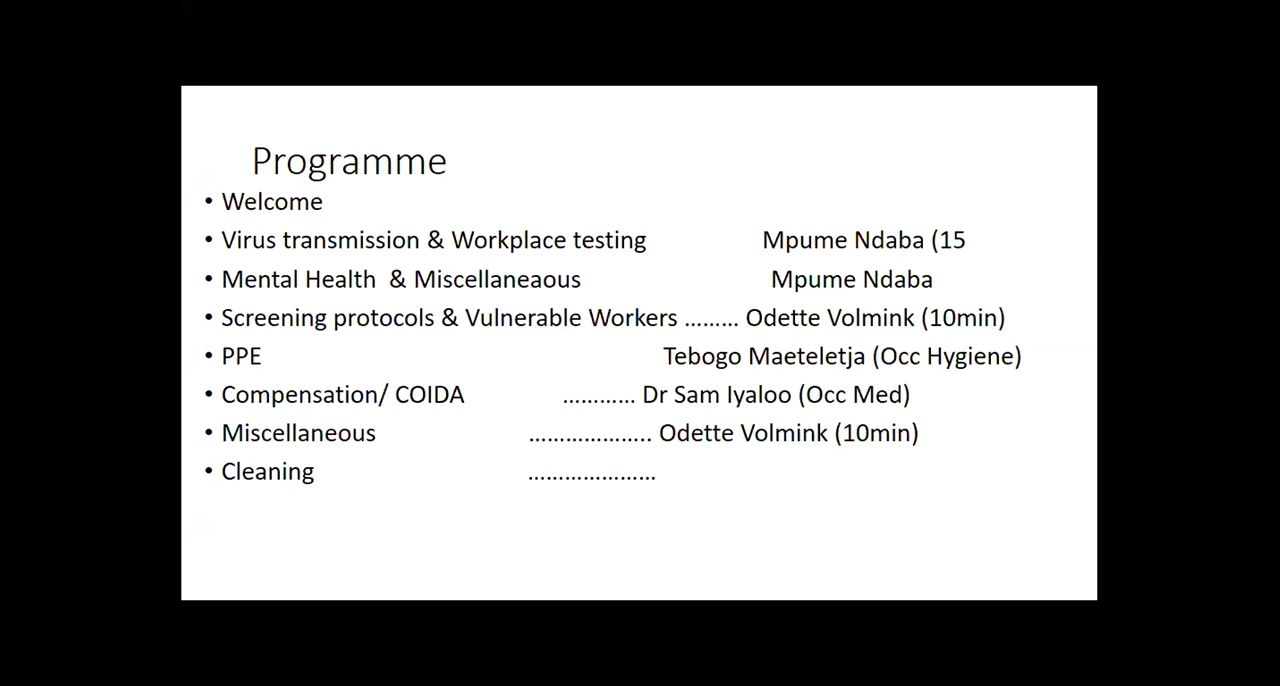 Programme
• Welcome
• Virus transmission & Workplace testing Mpume Ndaba (15
• Mental Health & Miscellaneaous Mpume Ndaba
• Screening protocols & Vulnerable Workers ......... Odette Volmink (10min)
• PPE Tebogo Maeteletja (Occ Hygiene)
• Compensation/ COIDA ............ Dr Sam Iyaloo (Occ Med)
• Miscellaneous .................... Odette Volmink (10min)
• Cleaning .....................